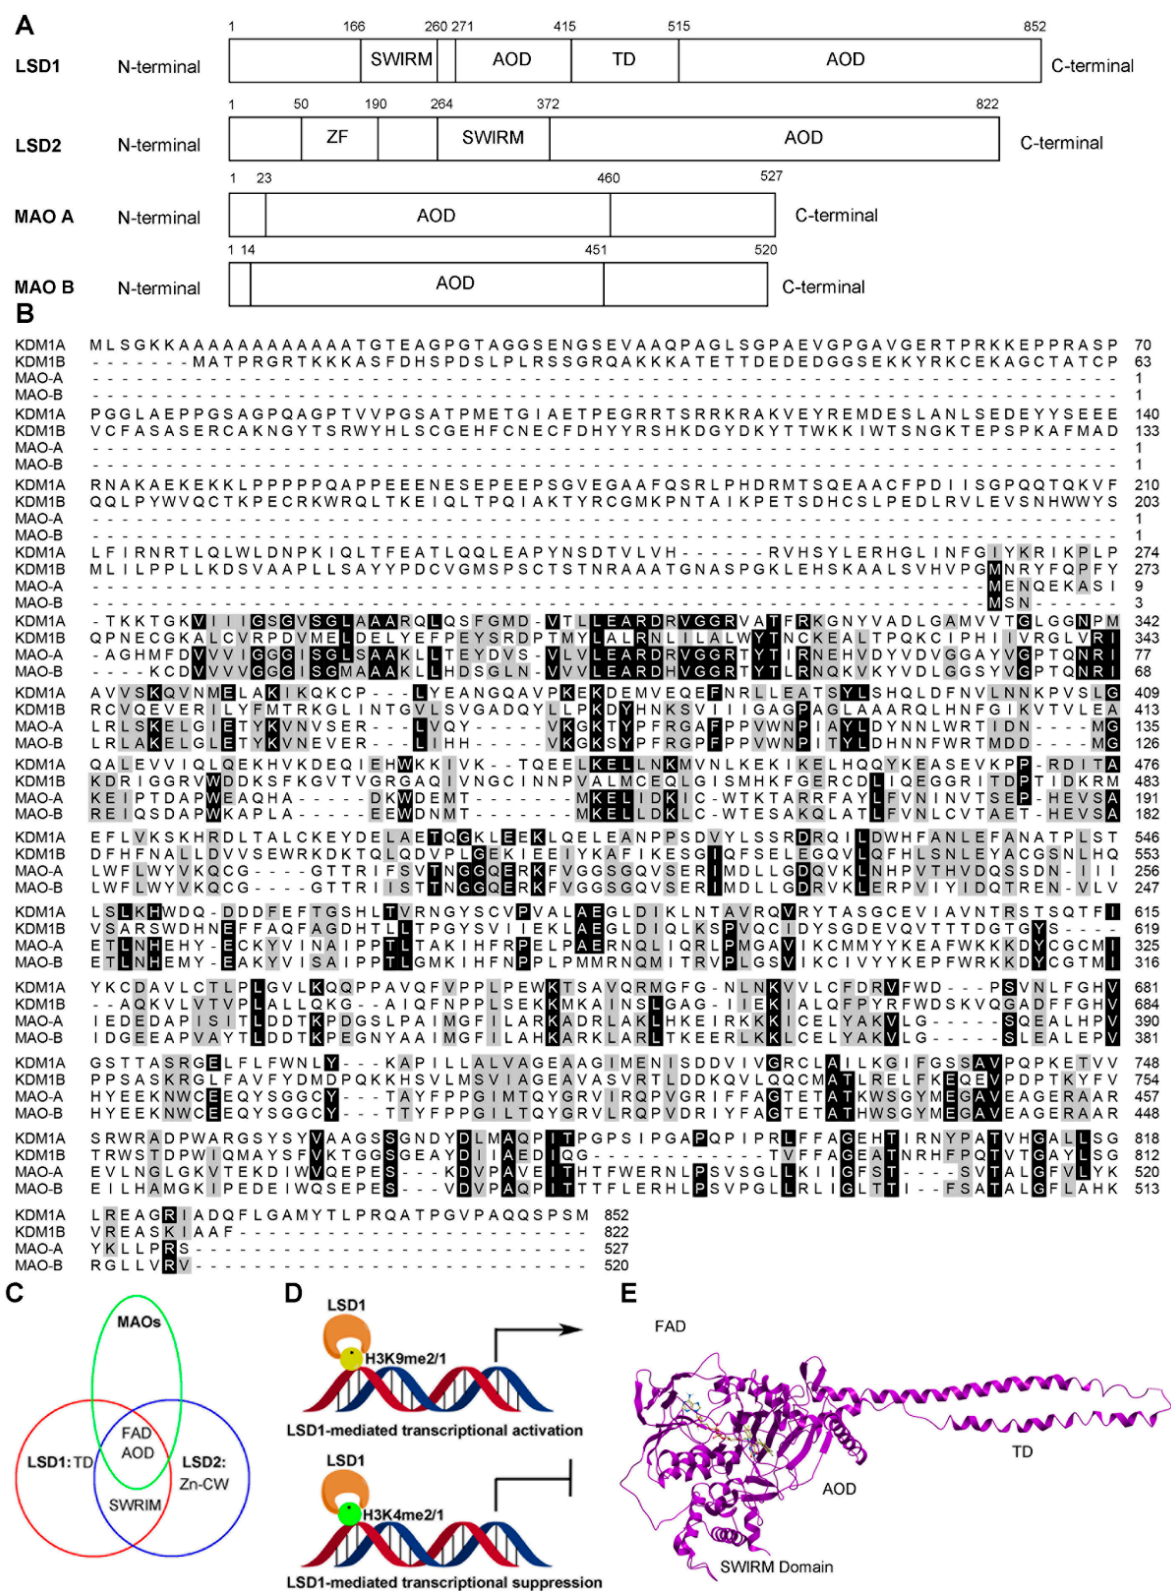 A
1 166 260 271 415 515 852
LSD1 N-terminal SWIRM AOD TD AOD C-terminal
1 50 190 264 372 822
LSD2 N-terminal ZF SWIRM AOD C-terminal
1 23 460 527
MAO A N-terminal AOD C-terminal
1 14 451 520
MAO B N-terminal AOD C-terminal
B
KDM1A MLSGKKAAAAAAAAAAAATGTEAGPGTAGGSENGSEVAAQPAGLSGPAEVGPGAVGERTPRKKEPPRASP 70
KDM1B -------MATPRGRTKKKASFDHSPDSLPLRSSGRQAKKKATETTDEDEDGGSEKKYRKCEKAGCTATCP 63
MAO-A ---------------------------------------------------------------------- 1
MAO-B ---------------------------------------------------------------------- 1
KDM1A PGGLAEPPGSAGPQAGPTVVPGSATPMETGIAETPEGRRTSRRKRAKVEYREMDESLANLSEDEYYSEEE 140
KDM1B VCFASASERCAKNGYTSRWYHLSCGEHFCNECFDHYYRSHKDGYDKYTTWKKIWTSNGKTEPSPKAFMAD 133
MAO-A ---------------------------------------------------------------------- 1
MAO-B ---------------------------------------------------------------------- 1
KDM1A RNAKAEKEKKLPPPPPQAPPEEENESEPEEPSGVEGAAFQSRLPHDRMTSQEAACFPDIISGPQQTQKVF 210
KDM1B QQLPYWVQCTKPECRKWRQLTKEIQLTPQIAKTYRCGMKPNTAIKPETSDHCSLPEDLRVLEVSNHWWYS 203
MAO-A ---------------------------------------------------------------------- 1
MAO-B ---------------------------------------------------------------------- 1
KDM1A LFIRNRTLQLWLDNPKIQLTFEATLQQLEAPYNSDTVLVH------RVHSYLERHGLINFGIYKRIKPLP 274
KDM1B MLILPPLLKDSVAAPLLSAYYPDCVGMSPSCTSTNRAAATGNASPGKLEHSKAALSVHVPGMNRYFQPFY 273
MAO-A -------------------------------------------------------------MENQEKASI 9
MAO-B -------------------------------------------------------------MSN------ 3
KDM1A -TKKTGKVIIIGSGVSGLAAARQLQSFGMD-VTLLEARDRVGGRVATFRKGNYVADLGAMVVTGLGGNPM 342
KDM1B QPNECGKALCVRPDVMELDELYEFPEYSRDPTMYLALRNLILALWYTNCKEALTPQKCIPHIIVRGLVRI 343
MAO-A -AGHMFDVVVIGGGISGLSAAKLLTEYDVS-VLVLEARDRVGGRTYTIRNEHVDYVDVGGAYVGPTQNRI 77
MAO-B ----KCDVVVVGGGISGMAAAKLLHDSGLN-VVVLEARDRVGGRTYTLRNQKVKYVDLGGSYVGPTQNRI 68
KDM1A AVVSKQVNMELAKIKQKCP---LYEANGQAVPKEKDEMVEQEFNRLLEATSYLSHQLDFNVLNNKPVSLG 409
KDM1B RCVQEVERILYFMTRKGLINTGVLSVGADQYLLPKDYHNKSVIIIGAGPAGLAAARQLHNFGIKVTVLEA 413
MAO-A LRLSKELGIETYKVNVSER---LVQY-----VKGKTYPFRGAFPPVWNPIAYLDYNNLWRTIDN----MG 135
MAO-B LRLAKELGLETYKVNEVER---LIHH-----VKGKSYPFRGPFPPVWNPITYLDHNNFWRTMDD----MG 126
KDM1A QALEVVIQLQEKHVKDEQIEHWKKIVK-TQEELKELLNKMVNLKEKIKELHQQYKEASEVKPP-RDITA 476
KDM1B KDRIGGRVWDDKSFKGVTVGRGAQIVNGCINNPVALMCEQLGISMHKFGERCDLIQEGGRITDPTIDKRM 483
MAO-A KEIPTDAPWEAQHA-----DKWDEMT------MKELIDKIC-WTKTARRFAYLFVNINVTSEP-HEVSA 191
MAO-B REIQSDAPWKAPLA-----EEWDNMT------MKELLDKLC-WTESAKQLATLFVNLCVTAET-HEVSA 182
KDM1A EFLVKSKHRDLTALCKEYDELAETQGKLEEKLQELEANPPSDVYLSSRDRQILDWHFANLEFANATPLST 546
KDM1B DFHFNALLDVVSEWRKDKTQLQDVPLGEKIEEIYKAFIKESGIQFSELEGQVLQFHLSNLEYACGSNLHQ 553
MAO-A LWFLWYVKQCG----GTTRIFSVTNGGQERKFVGGSGQVSERIMDLLGDQVKLNHPVTHVDQSSDN-III 256
MAO-B LWFLWYVKQCG----GTTRIISTTNGGQERKFVGGSGQVSERIMDLLGDRVKLERPVIYIDQTREN-VLV 247
KDM1A LSLKHWDQ-DDDFEFTGSHLTVRNGYSCVPVALAEGLDIKLNTAVRQVRYTASGCEVIAVNTRSTSQTFI 615
KDM1B VSARSWDHNEFFAQFAGDHTLLTPGYSVIIEKLAEGLDIQLKSPVQCIDYSGDEVQVTTTDGTGYS---- 619
MAO-A ETLNHEHY-ECKYVINAIPPTLTAKIHFRPELPAERNQLIQRLPMGAVIKCMMYYKEAFWKKKDYCGCMI 325
MAO-B ETLNHEMY-EAKYVISAIPPTLGMKIHFNPPLPMMRNQMITRVPLGSVIKCIVYYKEPFWRKKDYCGTMI 316
KDM1A YKCDAVLCTLPLGVLKQQPPAVQFVPPLPEWKTSAVQRMGFG-NLNKVVLCFDRVFWD---PSVNLFGHV 681
KDM1B --AQKVLVTVPLALLQKG---AIQFNPPLSEKKMKAINSLGAG-IIEKIALQFPYRFWDSKVQGADFFGHV 684
MAO-A IEDEDAPISITLDDTKPDGSLPAIMGFILARKADRLAKLHKEIRKKKICELYAKVLG-----SQEALHPV 390
MAO-B IDGEEAPVAYTLDDTKPEGNYAAIMGFILAHKARKLARLTKEERLKKLCELYAKVLG-----SLEALEPV 381
KDM1A GSTTASRGELFLFWNLY---KAPILLALVAGEAAGIMENISDDVIVGRCLAILKGIFGSSAVPQPKETVV 748
KDM1B PPSASKRGLFAVFYDMDPQKKHSVLMSVIAGEAVASVRTLDDKQVLQQCMATLRELFKEQEVPDPTKYFV 754
MAO-A HYEEKNWCEEQYSGGCY---TTYFPPGIMTQYGRVIRQPVDRIFFAGTETATKWSGYMEGAVEAGERAAR 457
MAO-B HYEEKNWCEEQYSGGCY---TTYFPPGILTQYGRVLRQPVDRIYFAGTETATHWSGYMEGAVEAGERAAR 448
KDM1A SRWRADPWARGSYSYVAAGSSGNDYDLMAQPITPGPSIPGAPQPIPRLFFAGEHTIRNYPATVHGALLSG 818
KDM1B TRWSTDPWIQMAYSFVKTGGSGEAYDIIAEDIQG------------TVFFAGEATNRHFPQTVTGAYLSG 812
MAO-A EVLNGLGKVTEKDIWVQEPES---KDVPAVEITHTFWERNLPSVSGLLKIIGFST---SVTALGFVLYK 520
MAO-B EILHAMGKIPEDEIWQSEPES---VDVPAQPITTTFLERHLPSVPGLLRLIGLTTI--FSATALGFLAHK 513
KDM1A LREAGRIADQFLGAMYTLPRQATPGVPAQQSPSM 852
KDM1B VREASKIAAF------------------------ 822
MAO-A YKLLPRS--------------------------- 527
MAO-B RGLLVRV--------------------------- 520
C
MAOs
FAD
AOD
LSD1: TD
LSD2:
Zn-CW
SWRIM
D
LSD1
H3K9me2/1
LSD1-mediated transcriptional activation
LSD1
H3K4me2/1
LSD1-mediated transcriptional suppression
E
FAD
TD
AOD
SWIRM Domain